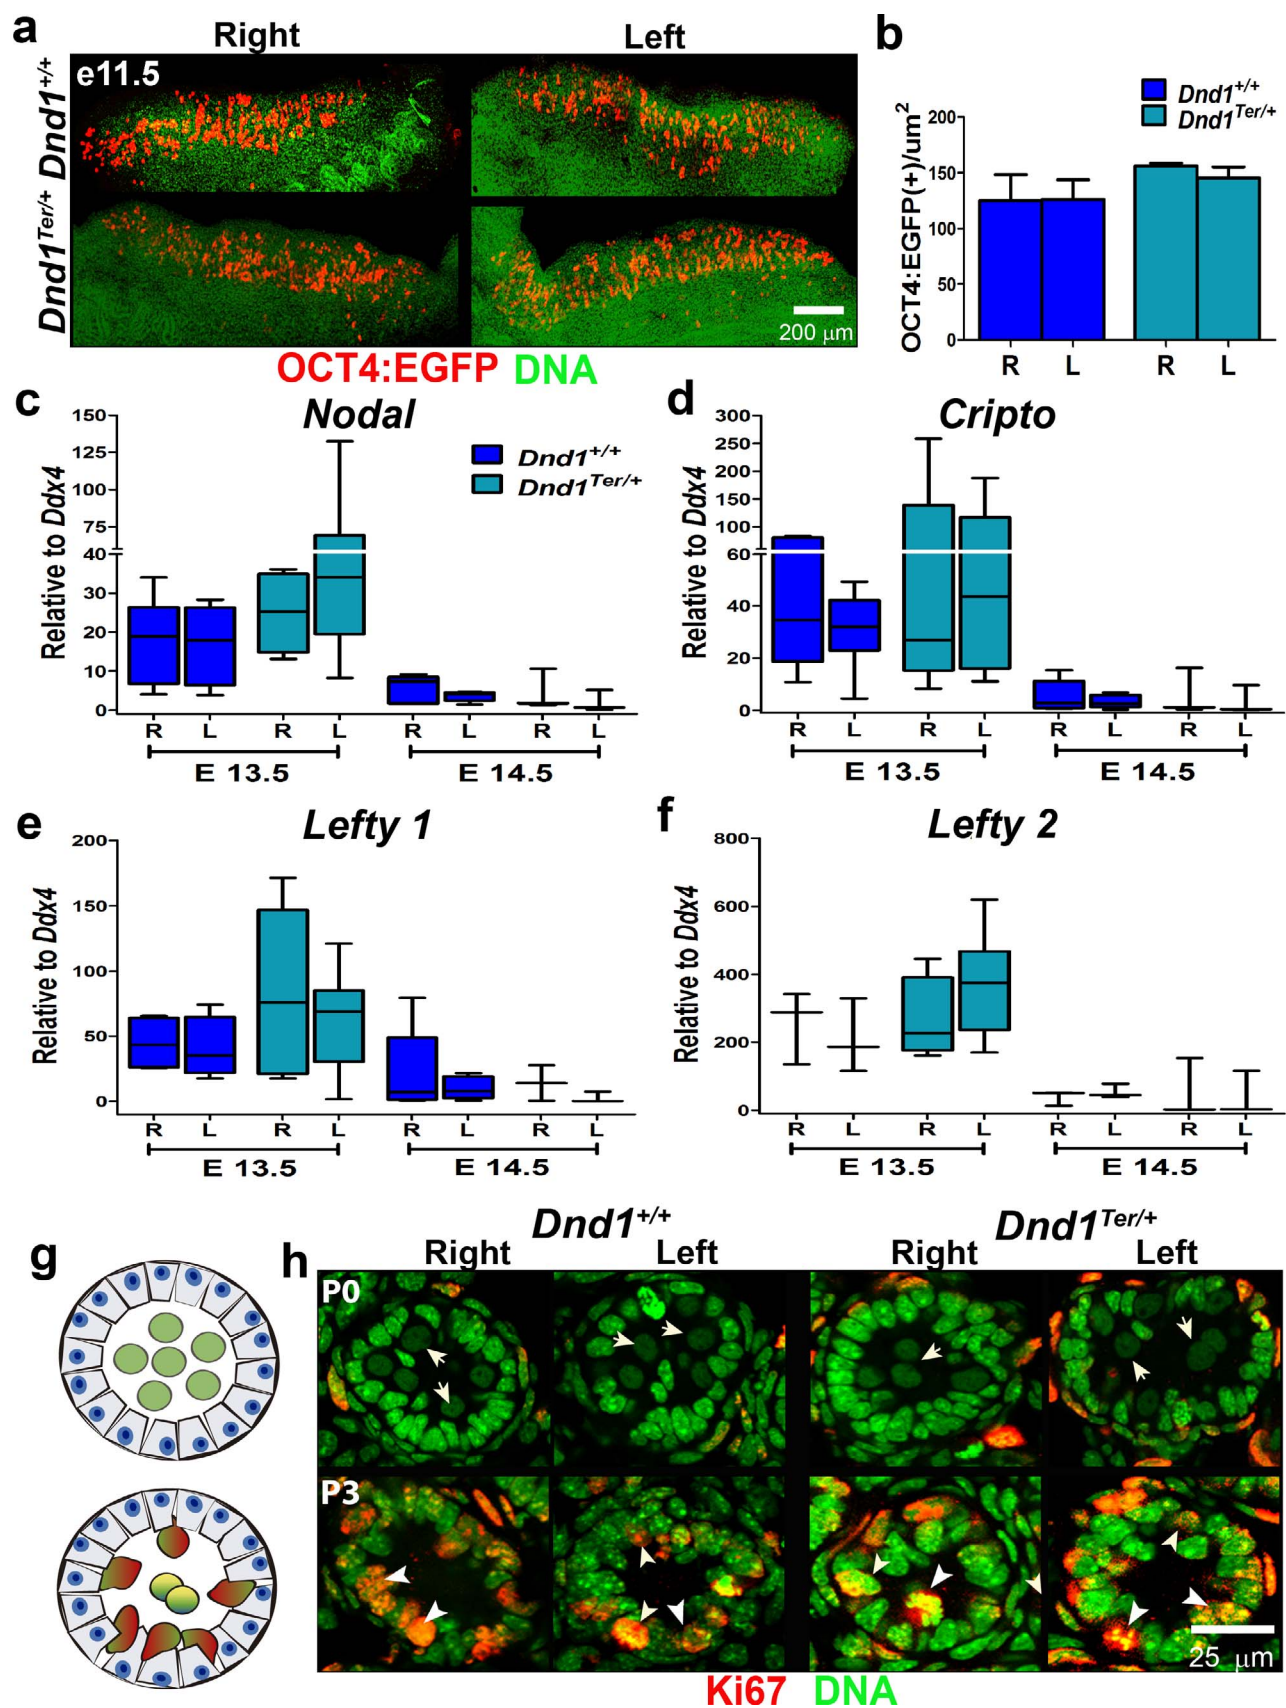 a
Right
Left
e11.5
Dnd1+/+
Dnd1Ter/+
200 µm
OCT4:EGFP DNA
b
Dnd1+/+
Dnd1Ter/+
OCT4:EGFP(+)/um2
200
150
100
50
0
R L R L
c
Nodal
Dnd1+/+
Dnd1Ter/+
Relative to Ddx4
150
125
100
75
40
30
20
10
0
R L R L R L R L
E 13.5 E 14.5
d
Cripto
Relative to Ddx4
300
250
200
150
100
60
40
20
0
R L R L R L R L
E 13.5 E 14.5
e
Lefty 1
Relative to Ddx4
200
150
100
50
0
R L R L R L R L
E 13.5 E 14.5
f
Lefty 2
Relative to Ddx4
800
600
400
200
0
R L R L R L R L
E 13.5 E 14.5
g
h
Dnd1+/+ Dnd1Ter/+
Right Left Right Left
P0
P3
25 µm
Ki67 DNA